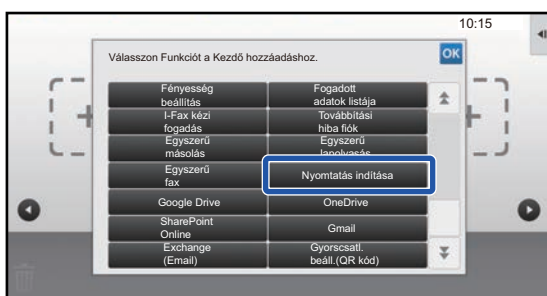 10:15
Válasszon Funkciót a Kezdő hozzáadáshoz.
OK
Fényesség
beállítás
Fogadott
adatok listája
I-Fax kézi
fogadás
Továbbítási
hiba fiók
Egyszerű
másolás
Egyszerű
lapolvasás
Egyszerű
fax
Nyomtatás indítása
Google Drive
OneDrive
SharePoint
Online
Gmail
Exchange
(Email)
Gyorscsatl.
beáll.(QR kód)